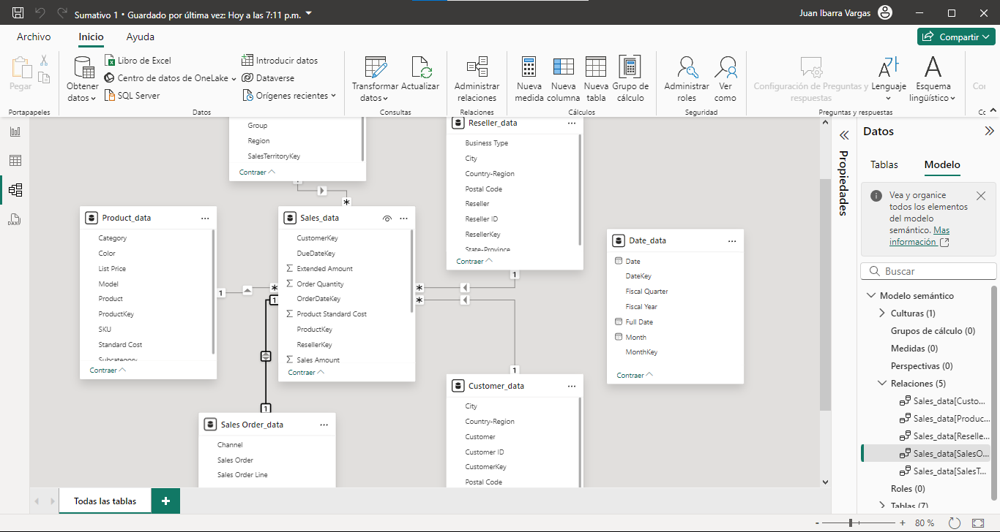 Sumativo 1 • Guardado por última vez: Hoy a las 7:11 p.m.
Juan Ibarra Vargas
Archivo
Inicio
Ayuda
Compartir
Pegar
Portapapeles
Obtener datos
Libro de Excel
Centro de datos de OneLake
SQL Server
Introducir datos
Dataverse
Orígenes recientes
Datos
Transformar datos
Actualizar
Consultas
Administrar relaciones
Relaciones
Nueva medida
Nueva columna
Nueva tabla
Grupo de cálculo
Cálculos
Administrar roles
Ver como
Seguridad
Configuración de Preguntas y respuestas
Lenguaje
Esquema lingüístico
Preguntas y respuestas
Group
Region
SalesTerritoryKey
Contraer
*
Product_data
Category
Color
List Price
Model
Product
ProductKey
SKU
Standard Cost
Subcategory
Contraer
1
*
1
Sales_data
CustomerKey
DueDateKey
Σ Extended Amount
Σ Order Quantity
OrderDateKey
Σ Product Standard Cost
ProductKey
ResellerKey
Σ Sales Amount
Contraer
*
*
Reseller_data
Business Type
City
Country-Region
Postal Code
Reseller
Reseller ID
ResellerKey
State-Province
Contraer
1
Date_data
Date
DateKey
Fiscal Quarter
Fiscal Year
Full Date
Month
MonthKey
Contraer
1
Sales Order_data
Channel
Sales Order
Sales Order Line
1
Customer_data
City
Country-Region
Customer
Customer ID
CustomerKey
Postal Code
Propiedades
Datos
Tablas
Modelo
Vea y organice
todos los elementos
del modelo
semántico. Mas
información
Buscar
Modelo semántico
Culturas (1)
Grupos de cálculo (0)
Medidas (0)
Perspectivas (0)
Relaciones (5)
Sales_data[Custo...
Sales_data[Produc...
Sales_data[Reselle...
Sales_data[SalesO...
Sales_data[SalesT...
Roles (0)
Tablas (7)
Todas las tablas
+
- + 80 %